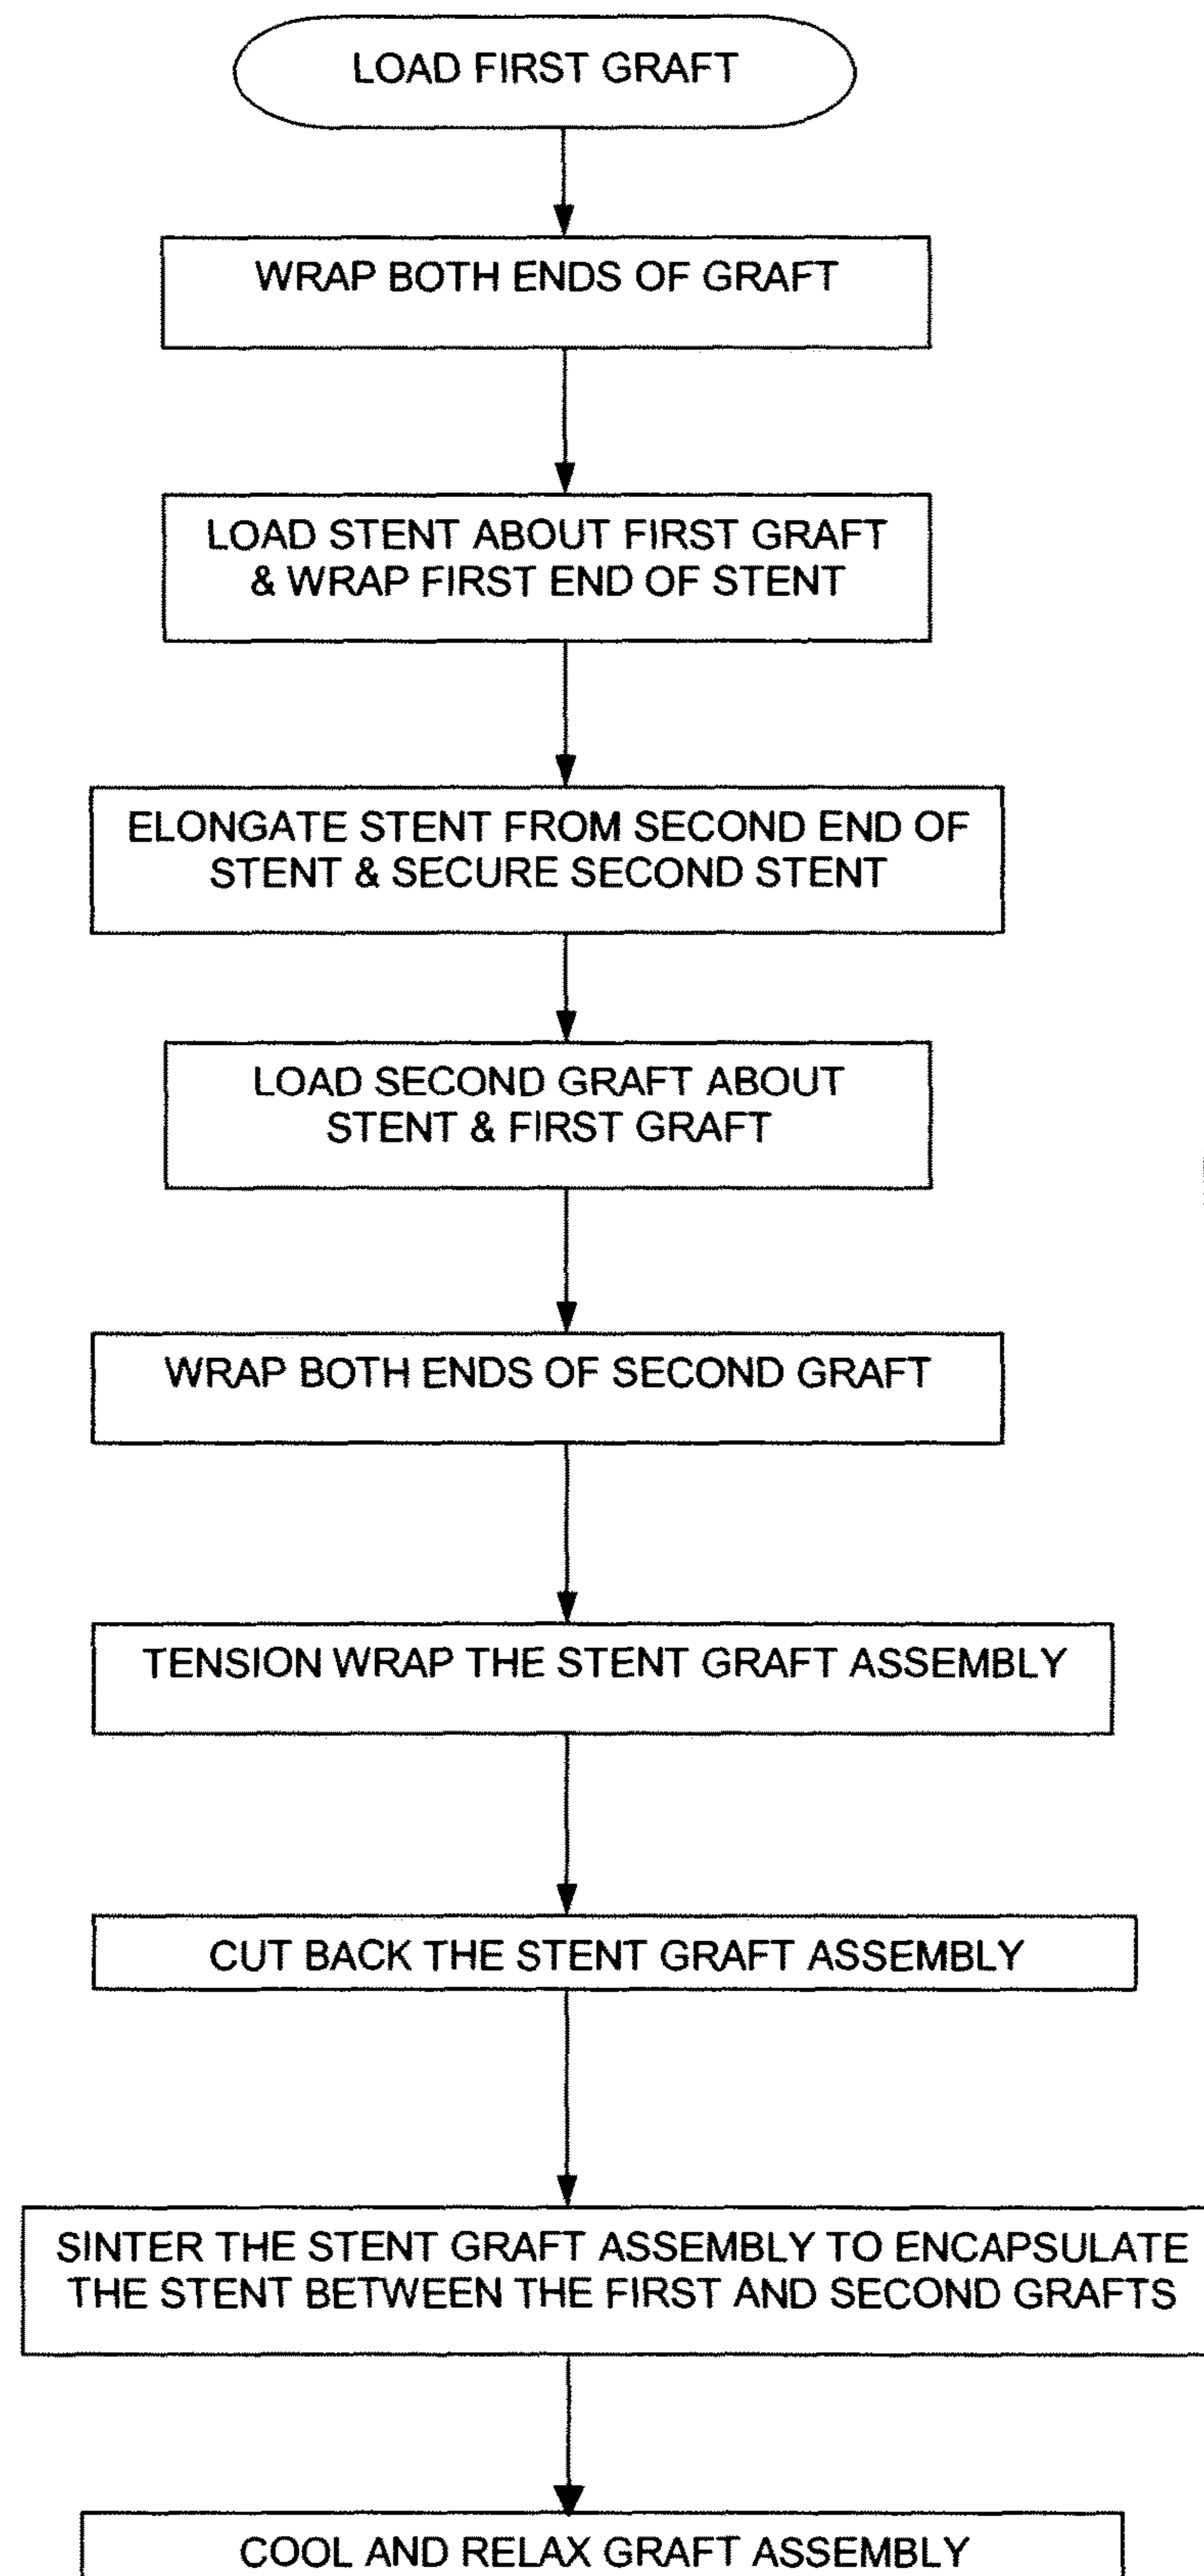 LOAD FIRST GRAFT
WRAP BOTH ENDS OF GRAFT
LOAD STENT ABOUT FIRST GRAFT
& WRAP FIRST END OF STENT
ELONGATE STENT FROM SECOND END OF
STENT & SECURE SECOND STENT
LOAD SECOND GRAFT ABOUT
STENT & FIRST GRAFT
WRAP BOTH ENDS OF SECOND GRAFT
TENSION WRAP THE STENT GRAFT ASSEMBLY
CUT BACK THE STENT GRAFT ASSEMBLY
SINTER THE STENT GRAFT ASSEMBLY TO ENCAPSULATE
THE STENT BETWEEN THE FIRST AND SECOND GRAFTS
COOL AND RELAX GRAFT ASSEMBLY